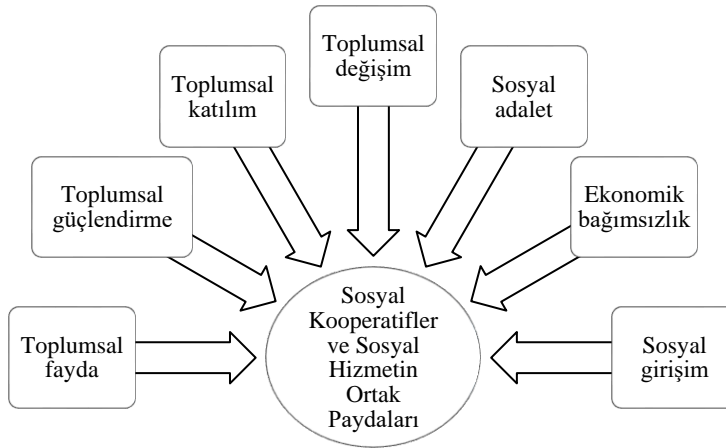 Toplumsal
değişim
Toplumsal
katılım
Sosyal
adalet
Toplumsal
güçlendirme
Ekonomik
bağımsızlık
Toplumsal
fayda
Sosyal
Kooperatifler
ve Sosyal
Hizmetin
Ortak
Paydaları
Sosyal
girişim